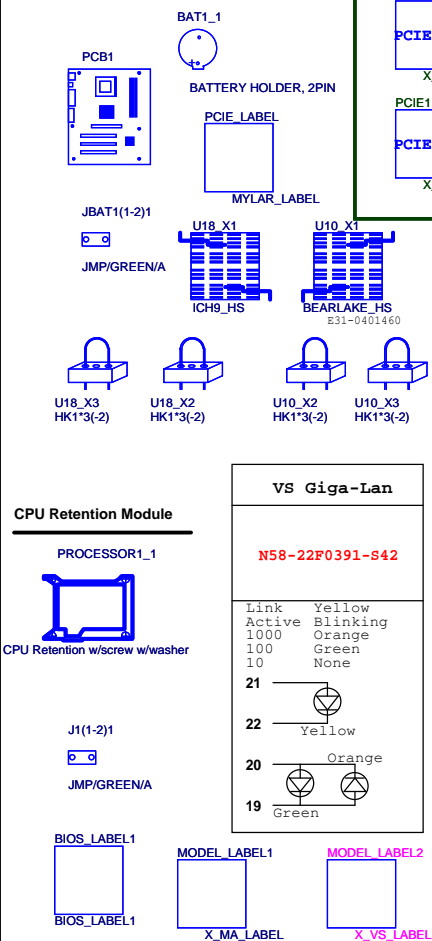 BAT1_1
PCB1
BATTERY HOLDER, 2PIN
PCIE
X_
PCIE1
PCIE
X_
PCIE_LABEL
MYLAR_LABEL
JBAT1(1-2)1
JMP/GREEN/A
U18_X1
ICH9_HS
U10_X1
BEARLAKE_HS
E31-0401460
U18_X3
HK1*3(-2)
U18_X2
HK1*3(-2)
U10_X2
HK1*3(-2)
U10_X3
HK1*3(-2)
CPU Retention Module
PROCESSOR1_1
CPU Retention w/screw w/washer
VS Giga-Lan
N58-22F0391-S42
Link Yellow
Active Blinking
1000 Orange
100 Green
10 None
21
22
Yellow
20
Orange
19
Green
J1(1-2)1
JMP/GREEN/A
BIOS_LABEL1
BIOS_LABEL1
MODEL_LABEL1
X_MA_LABEL
MODEL_LABEL2
X_VS_LABEL